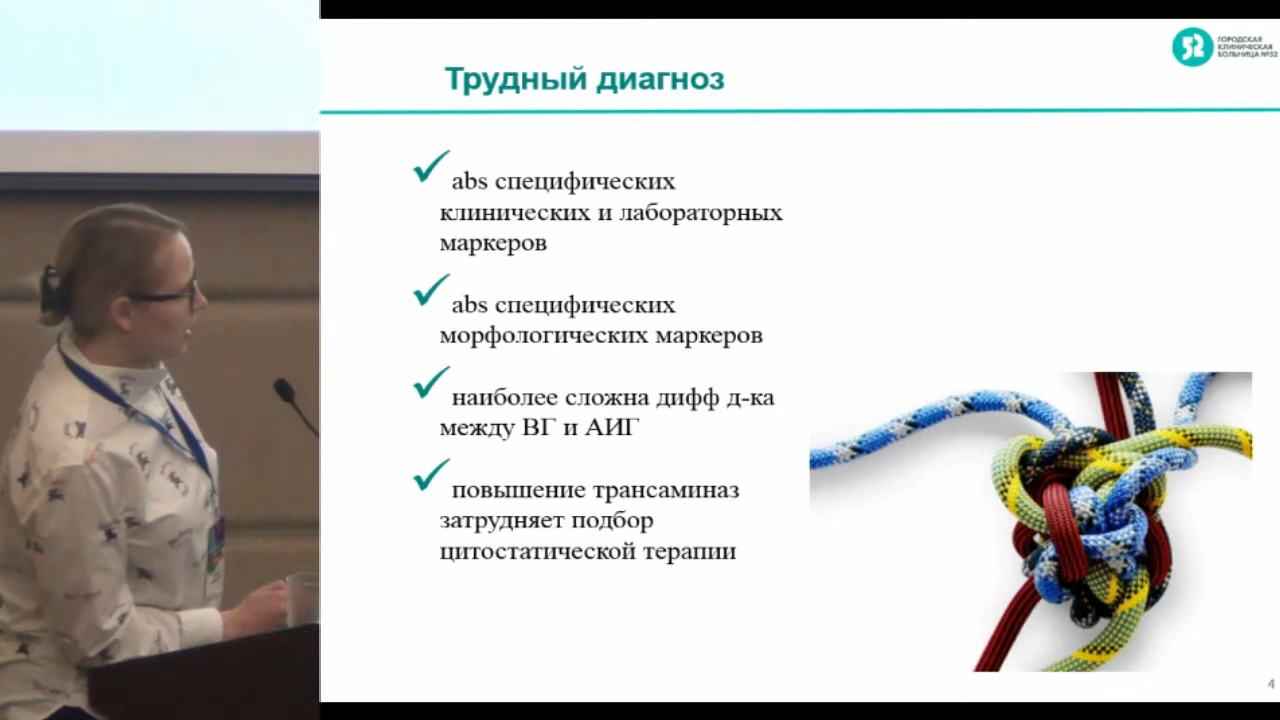 52
ГОРОДСКАЯ
КЛИНИЧЕСКАЯ
БОЛЬНИЦА №52
Трудный диагноз
abs специфических
клинических и лабораторных
маркеров
abs специфических
морфологических маркеров
наиболее сложна дифф д-ка
между ВГ и АИГ
повышение трансаминаз
затрудняет подбор
цитостатической терапии
4